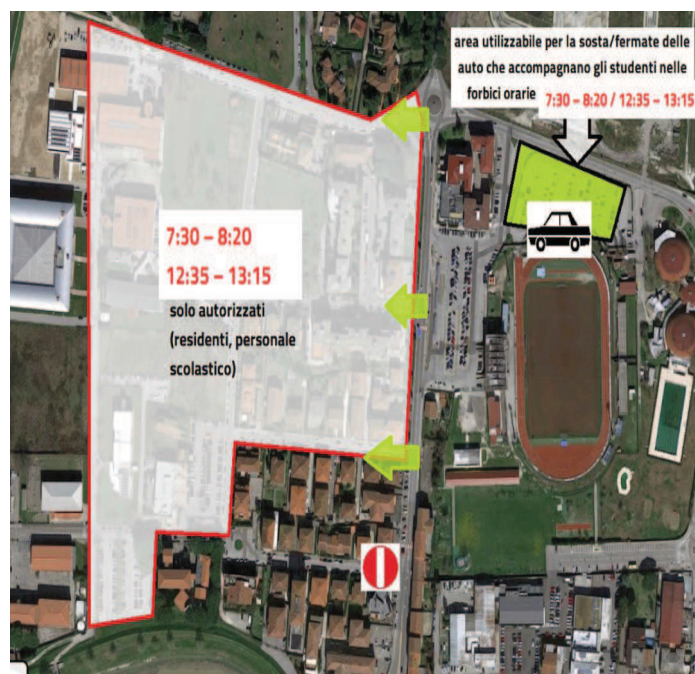 area utilizzabile per la sosta/fermate delle
auto che accompagnano gli studenti nelle
forbici orarie 7:30 – 8:20 / 12:35 – 13:15
7:30 – 8:20
12:35 – 13:15
solo autorizzati
(residenti, personale
scolastico)